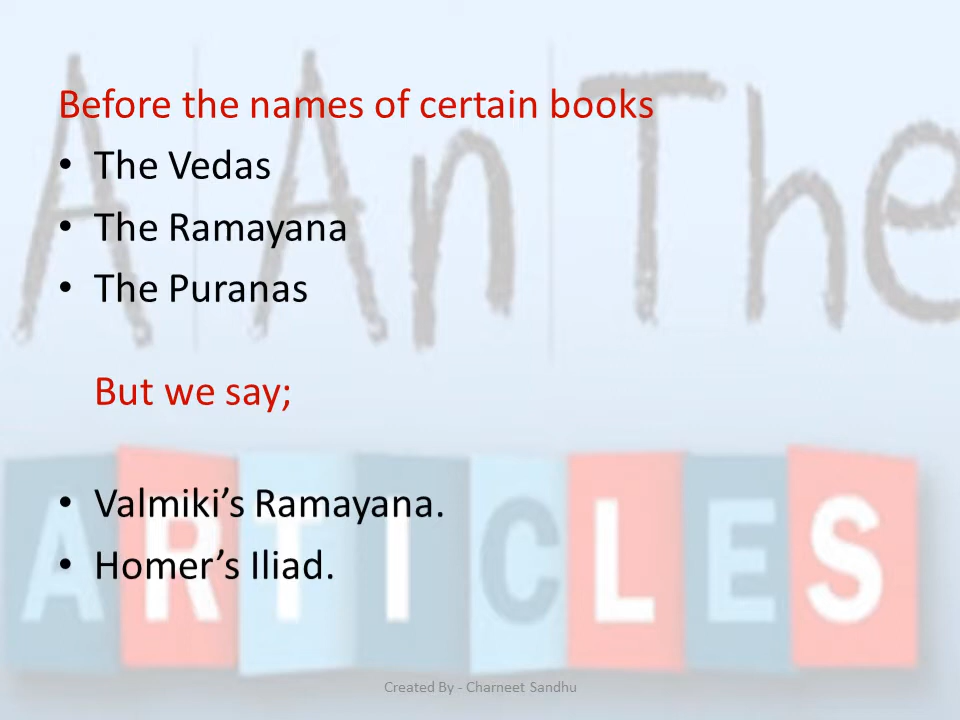 A An The
Before the names of certain books
• The Vedas
• The Ramayana
• The Puranas
But we say;
ARTICLES
• Valmiki’s Ramayana.
• Homer’s Iliad.
Created By - Charneet Sandhu